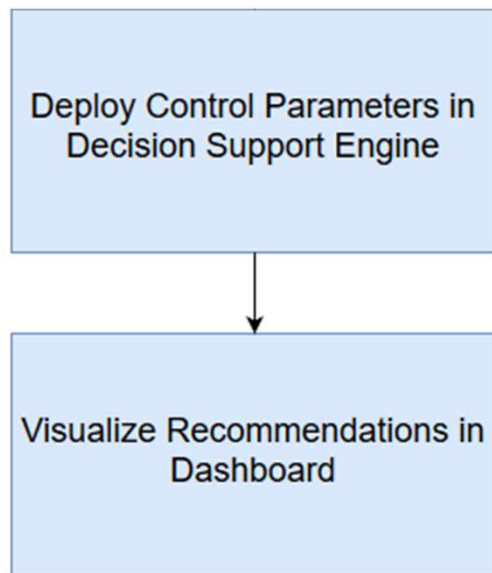 Deploy Control Parameters in
Decision Support Engine
Visualize Recommendations in
Dashboard